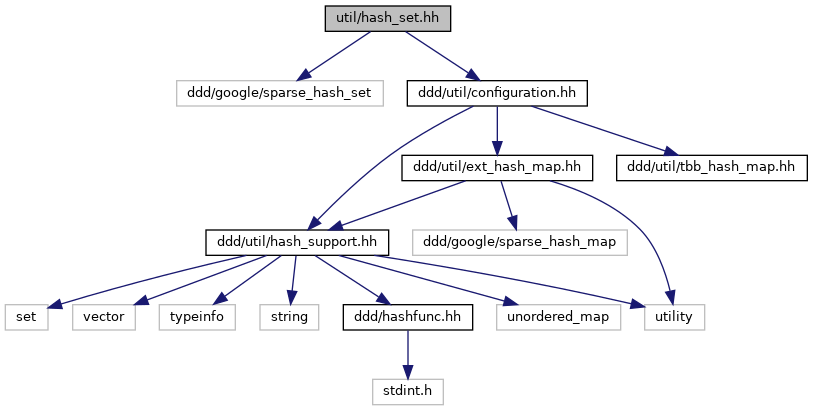 util/hash_set.hh
ddd/google/sparse_hash_set
ddd/util/configuration.hh
ddd/util/ext_hash_map.hh
ddd/util/tbb_hash_map.hh
ddd/util/hash_support.hh
ddd/google/sparse_hash_map
set
vector
typeinfo
string
ddd/hashfunc.hh
unordered_map
utility
stdint.h